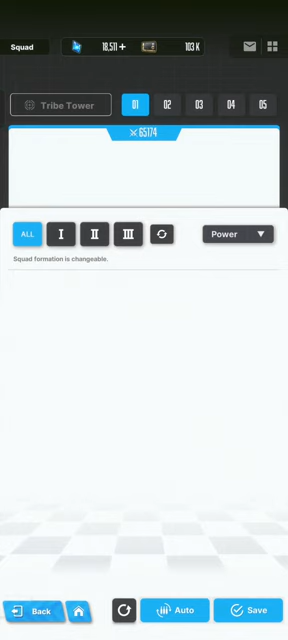 Squad
18,511 +
103 K
Tribe Tower
01
02
03
04
05
65174
ALL
I
II
III
Power
Squad formation is changeable.
Back
Auto
Save